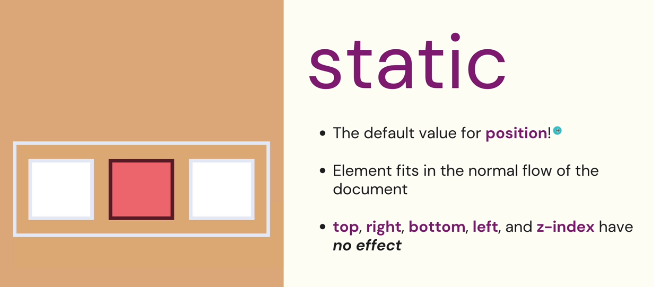 static
• The default value for position!
• Element fits in the normal flow of the
document
• top, right, bottom, left, and z-index have
no effect